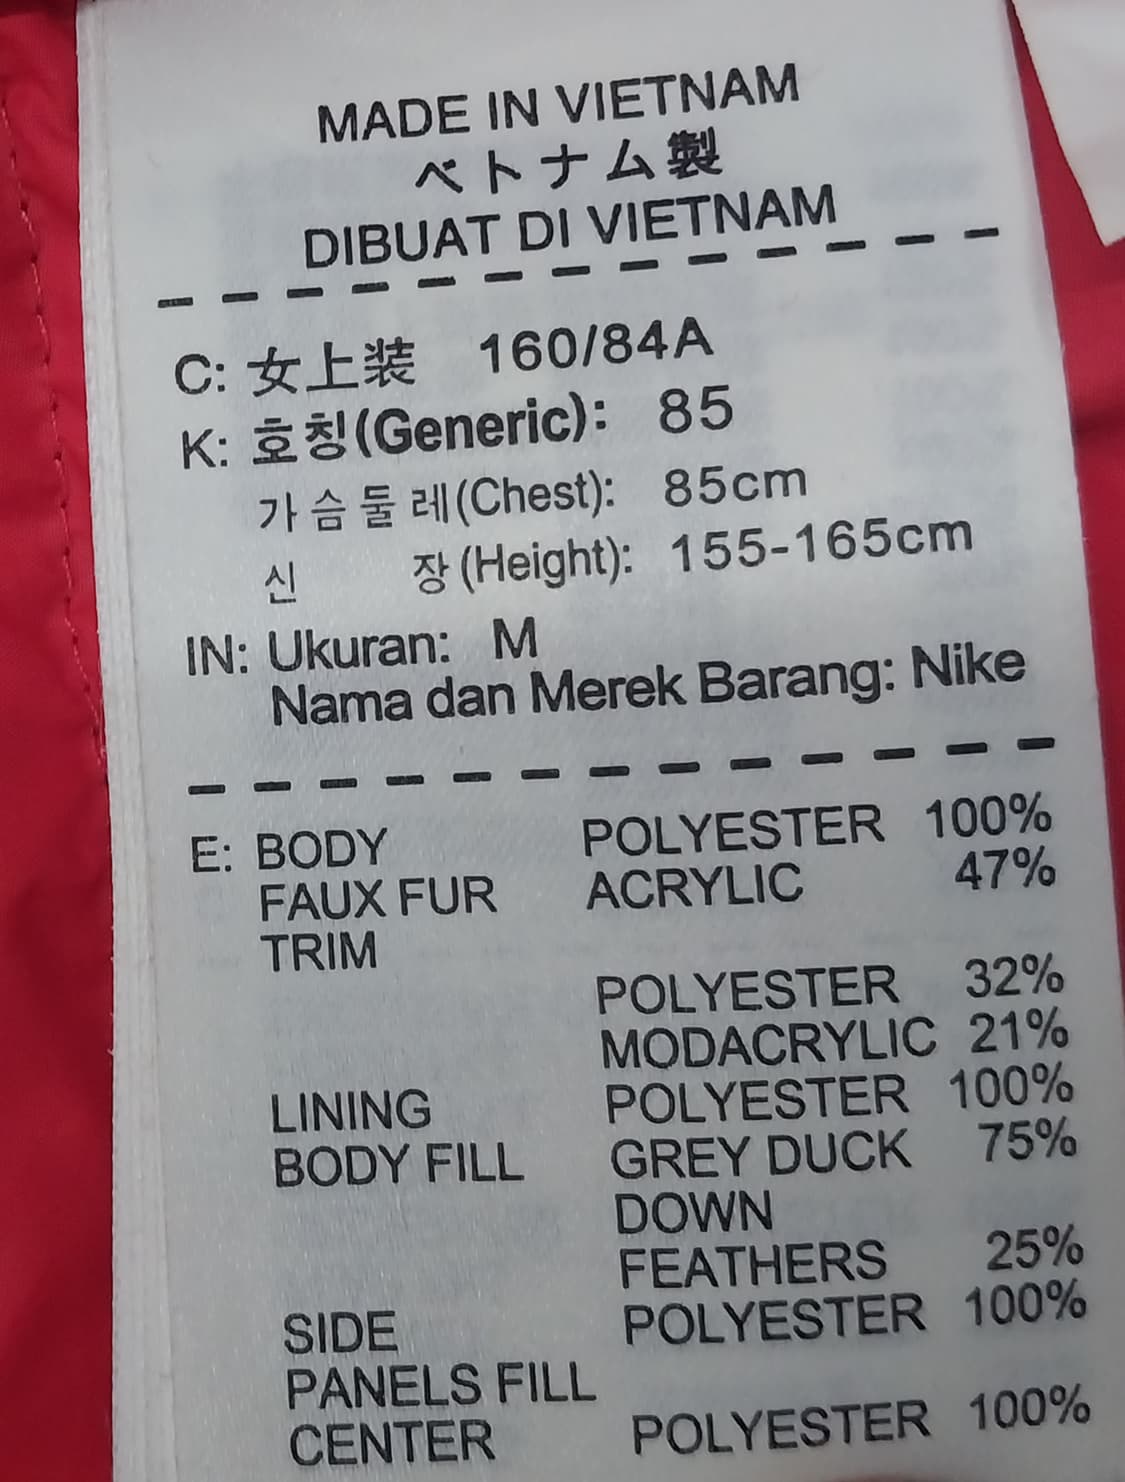 MADE IN VIETNAM
ベトナム製
DIBUAT DI VIETNAM
C: 女上装 160/84A
K: 호칭(Generic): 85
가슴둘레(Chest): 85cm
신 장(Height): 155-165cm
IN: Ukuran: M
Nama dan Merek Barang: Nike
E: BODY POLYESTER 100%
FAUX FUR ACRYLIC 47%
TRIM
POLYESTER 32%
MODACRYLIC 21%
LINING POLYESTER 100%
BODY FILL GREY DUCK 75%
DOWN
FEATHERS 25%
SIDE POLYESTER 100%
PANELS FILL
CENTER POLYESTER 100%